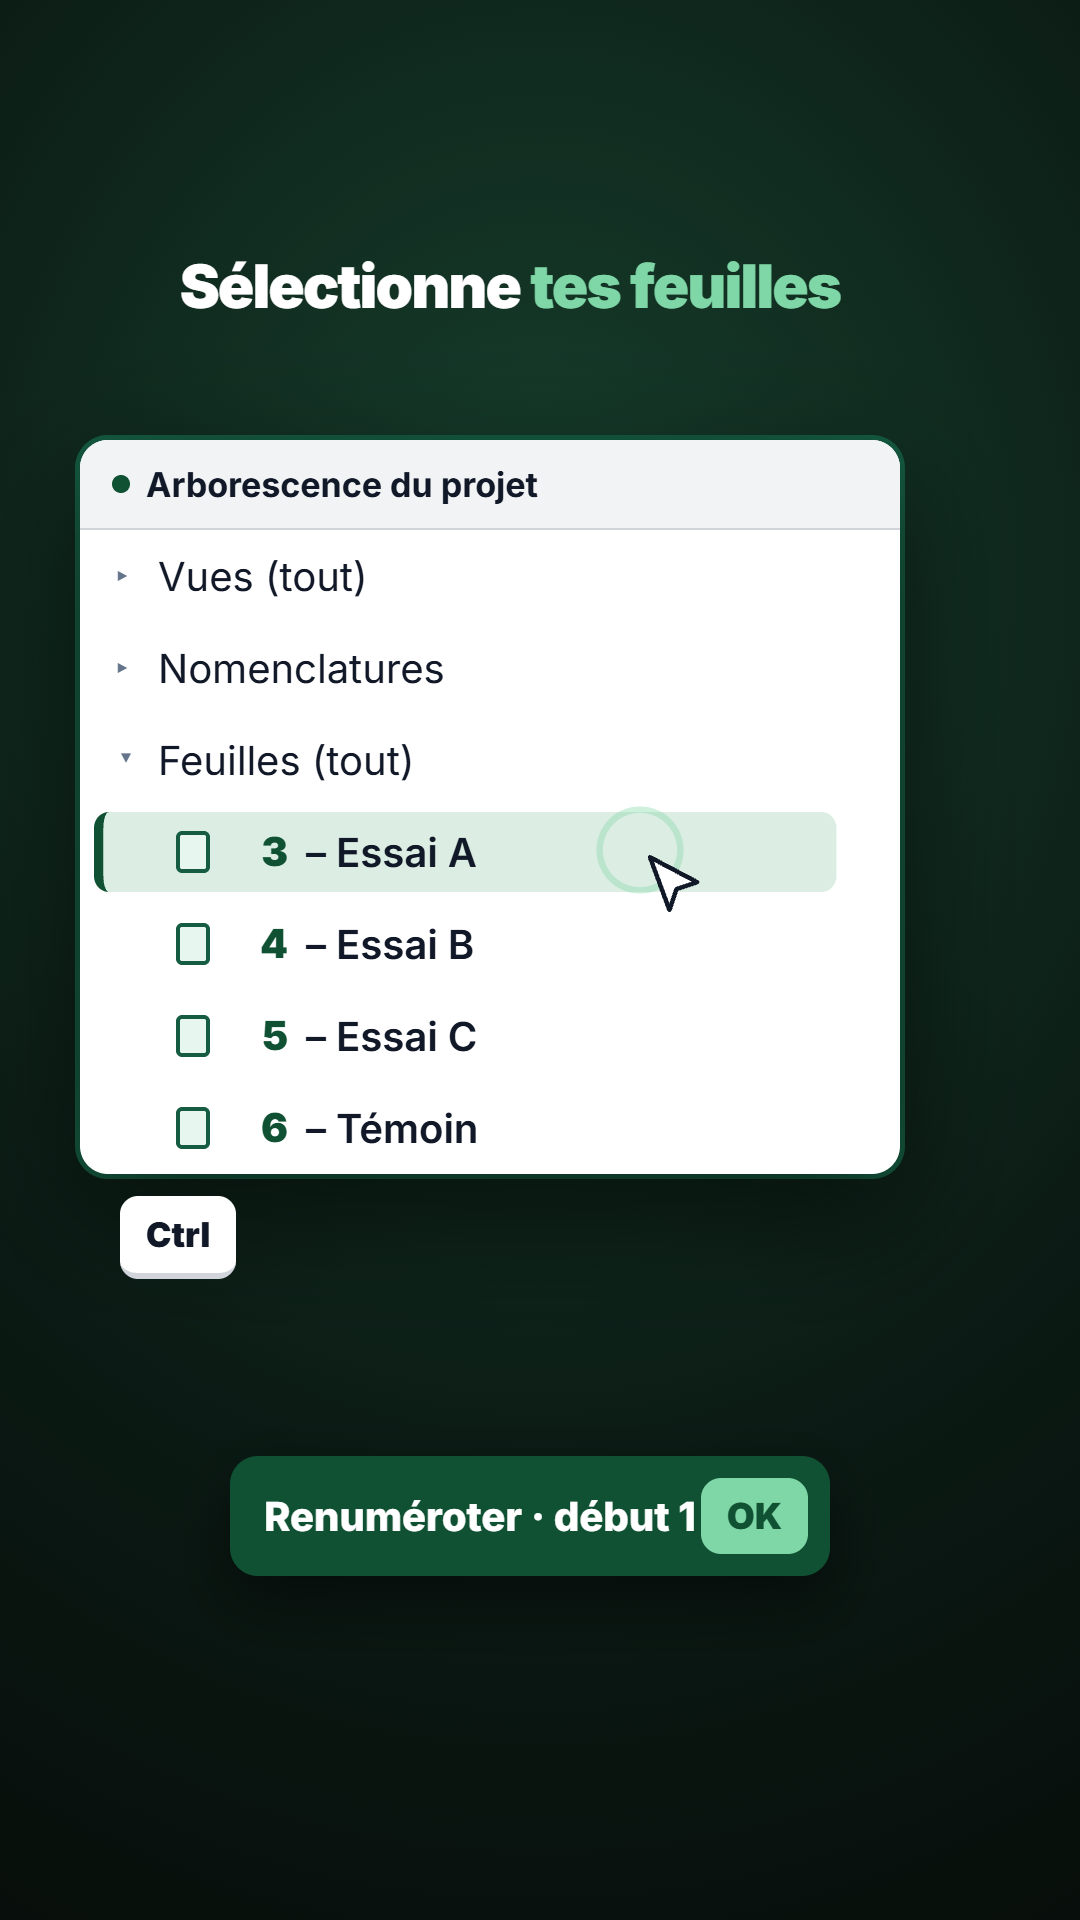 Sélectionne tes feuilles
Arborescence du projet
Vues (tout)
Nomenclatures
Feuilles (tout)
3 – Essai A
4 – Essai B
5 – Essai C
6 – Témoin
Ctrl
Renuméroter · début 1 OK